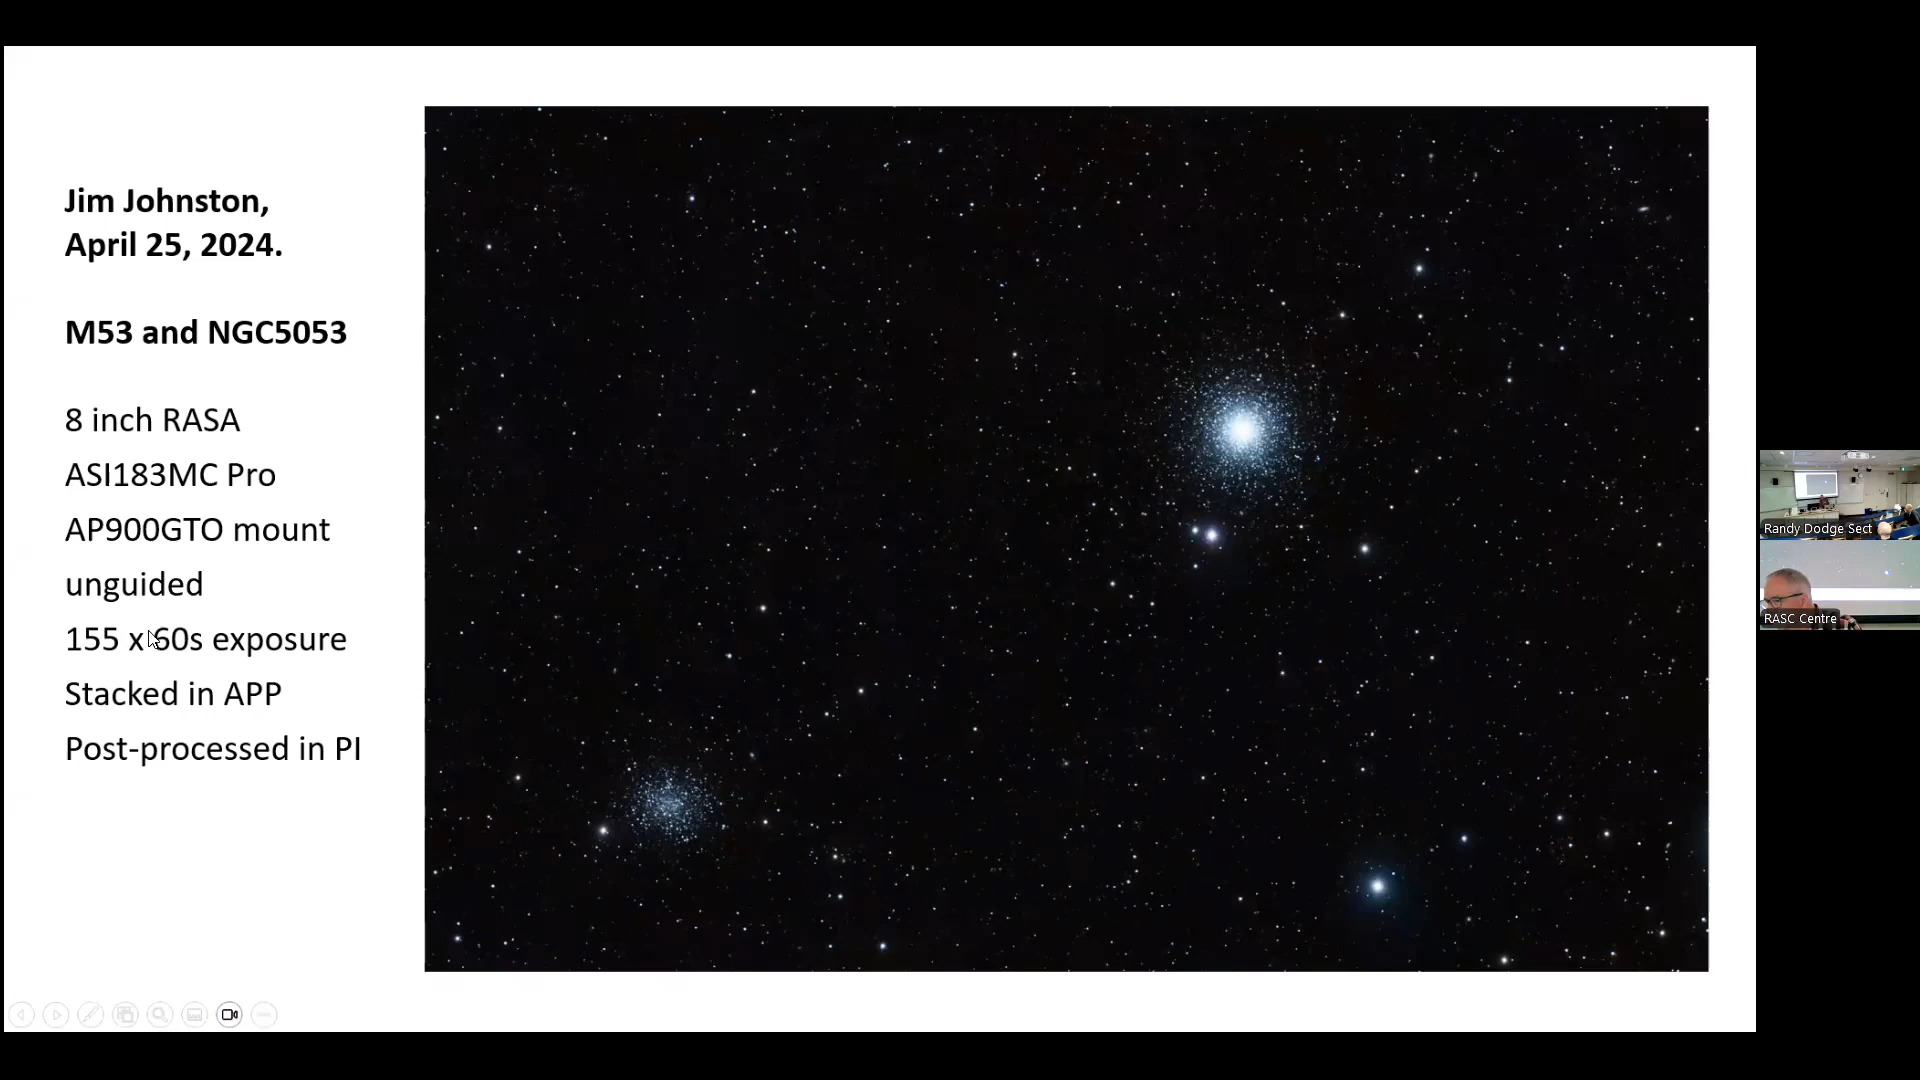 Jim Johnston,
April 25, 2024.
M53 and NGC5053
8 inch RASA
ASI183MC Pro
AP900GTO mount
unguided
155 x 60s exposure
Stacked in APP
Post-processed in PI
Randy Dodge Sect
RASC Centre